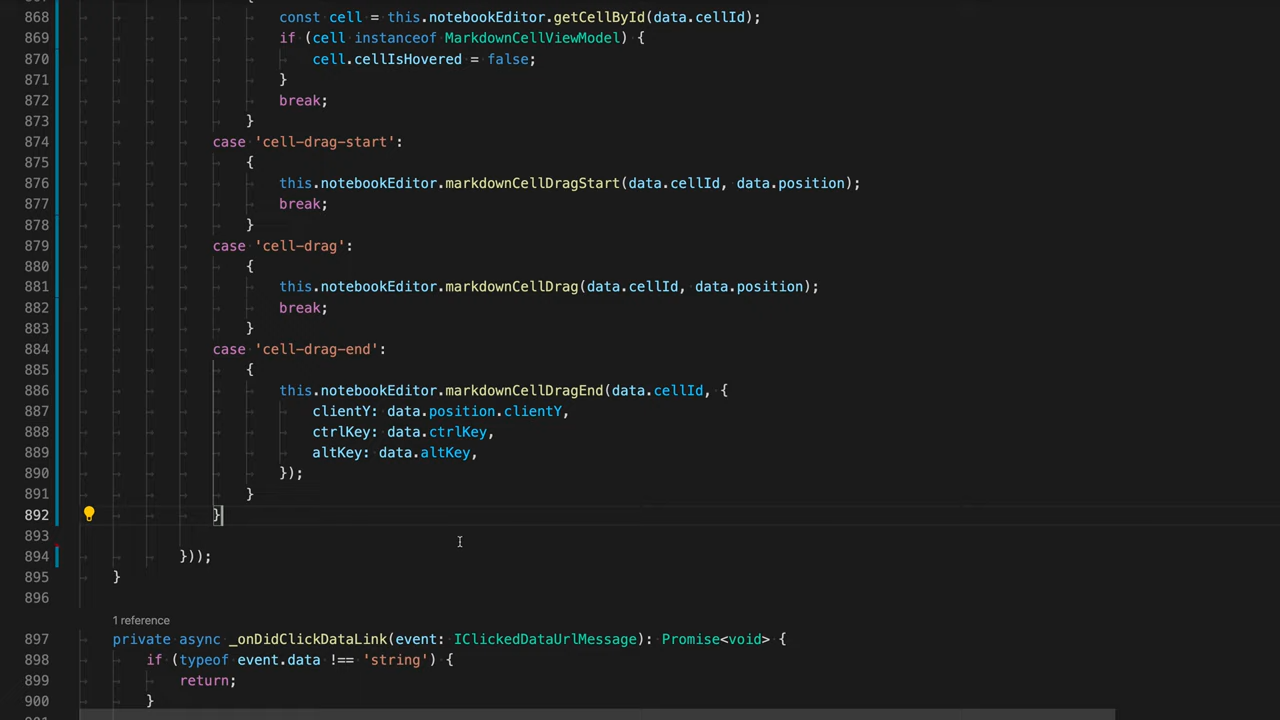 868 const cell = this.notebookEditor.getCellById(data.cellId);
869 if (cell instanceof MarkdownCellViewModel) {
870 cell.cellIsHovered = false;
871 }
872 break;
873 }
874 case 'cell-drag-start':
875 {
876 this.notebookEditor.markdownCellDragStart(data.cellId, data.position);
877 break;
878 }
879 case 'cell-drag':
880 {
881 this.notebookEditor.markdownCellDrag(data.cellId, data.position);
882 break;
883 }
884 case 'cell-drag-end':
885 {
886 this.notebookEditor.markdownCellDragEnd(data.cellId, {
887 clientY: data.position.clientY,
888 ctrlKey: data.ctrlKey,
889 altKey: data.altKey,
890 });
891 }
892 }
893
894 }));
895 }
896
1 reference
897 private async _onDidClickDataLink(event: IClickedDataUrlMessage): Promise<void> {
898 if (typeof event.data !== 'string') {
899 return;
900 }